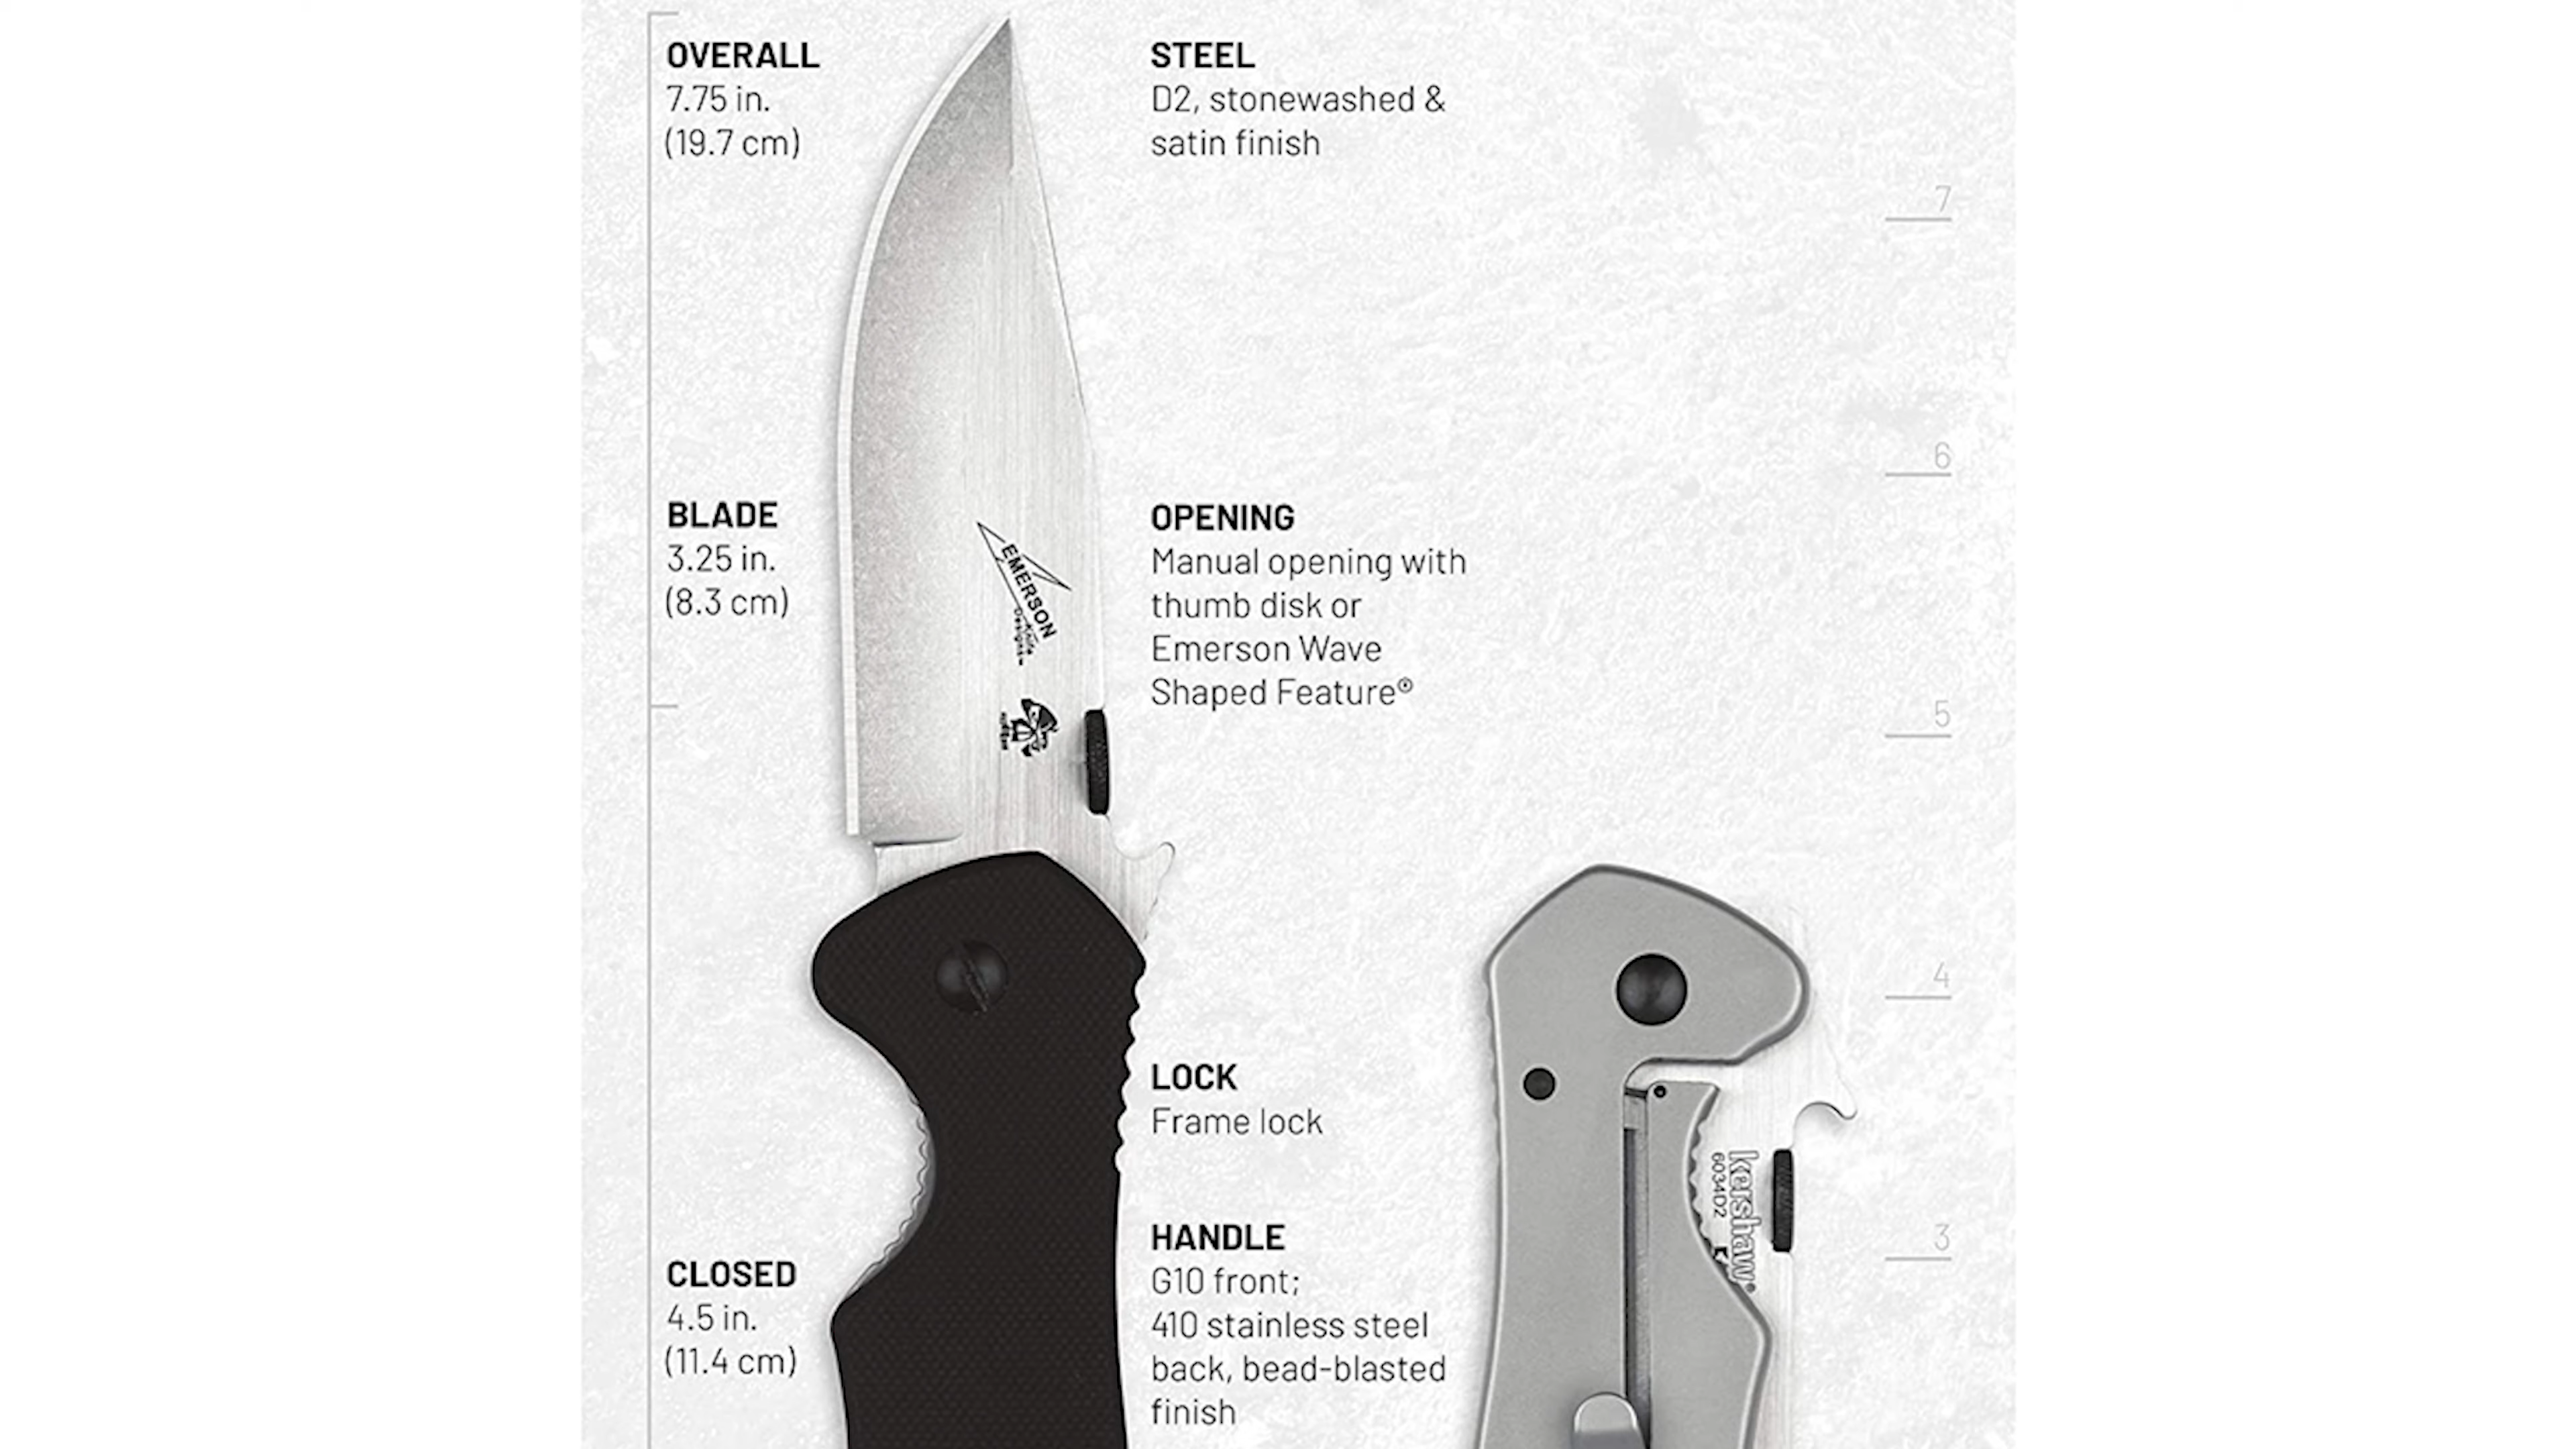 OVERALL
7.75 in.
(19.7 cm)
STEEL
D2, stonewashed &
satin finish
7
6
BLADE
3.25 in.
(8.3 cm)
EMERSON
Knife
Designs™
OPENING
Manual opening with
thumb disk or
Emerson Wave
Shaped Feature®
5
4
LOCK
Frame lock
kershaw®
6034D2
3
CLOSED
4.5 in.
(11.4 cm)
HANDLE
G10 front;
410 stainless steel
back, bead-blasted
finish